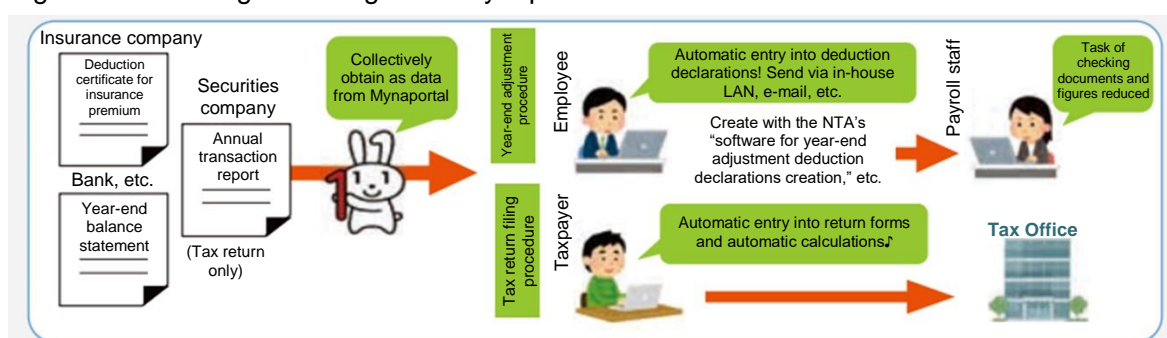 Insurance company
Deduction
certificate for
insurance
premium
Securities
company
Annual
transaction
report
(Tax return
only)
Bank, etc.
Year-end
balance
statement
Collectively
obtain as data
from Mynaportal
1
Year-end adjustment
procedure
Employee
Automatic entry into deduction
declarations! Send via in-house
LAN, e-mail, etc.
Create with the NTA's
"software for year-end
adjustment deduction
declarations creation," etc.
Payroll staff
Task of
checking
documents and
figures reduced
Tax return filing
procedure
Taxpayer
Automatic entry into return forms
and automatic calculations♪
Tax Office